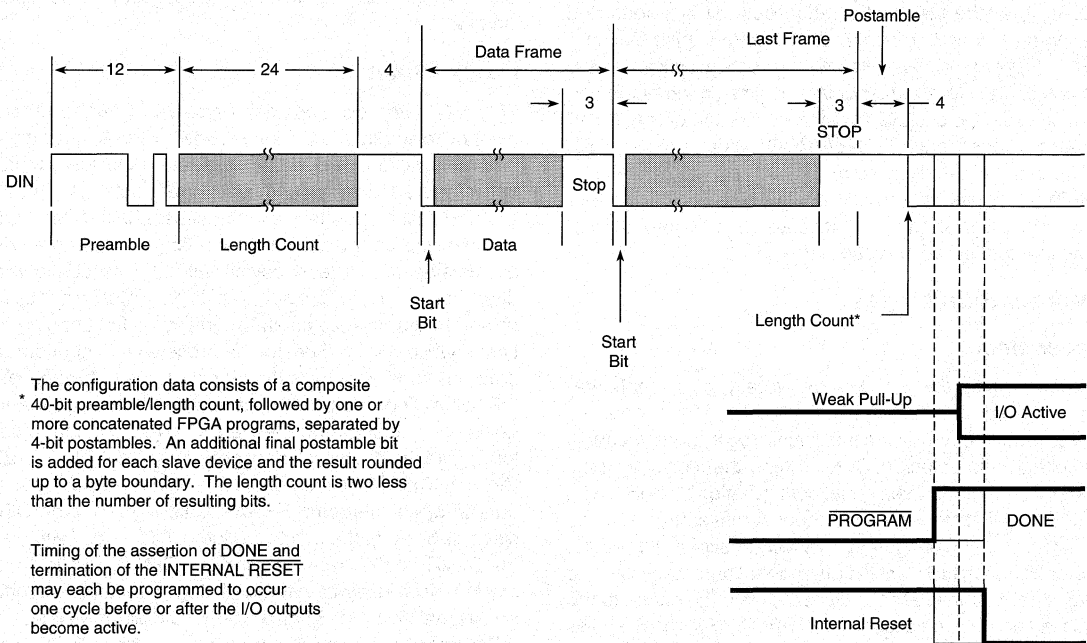 Postamble
Data Frame
Last Frame
12
24
4
3
3
4
STOP
DIN
Stop
Preamble
Length Count
Data
Start
Bit
Start
Bit
Length Count*
* The configuration data consists of a composite
40-bit preamble/length count, followed by one or
more concatenated FPGA programs, separated by
4-bit postambles. An additional final postamble bit
is added for each slave device and the result rounded
up to a byte boundary. The length count is two less
than the number of resulting bits.
Timing of the assertion of DONE and
termination of the INTERNAL RESET
may each be programmed to occur
one cycle before or after the I/O outputs
become active.
Weak Pull-Up
I/O Active
PROGRAM
DONE
Internal Reset